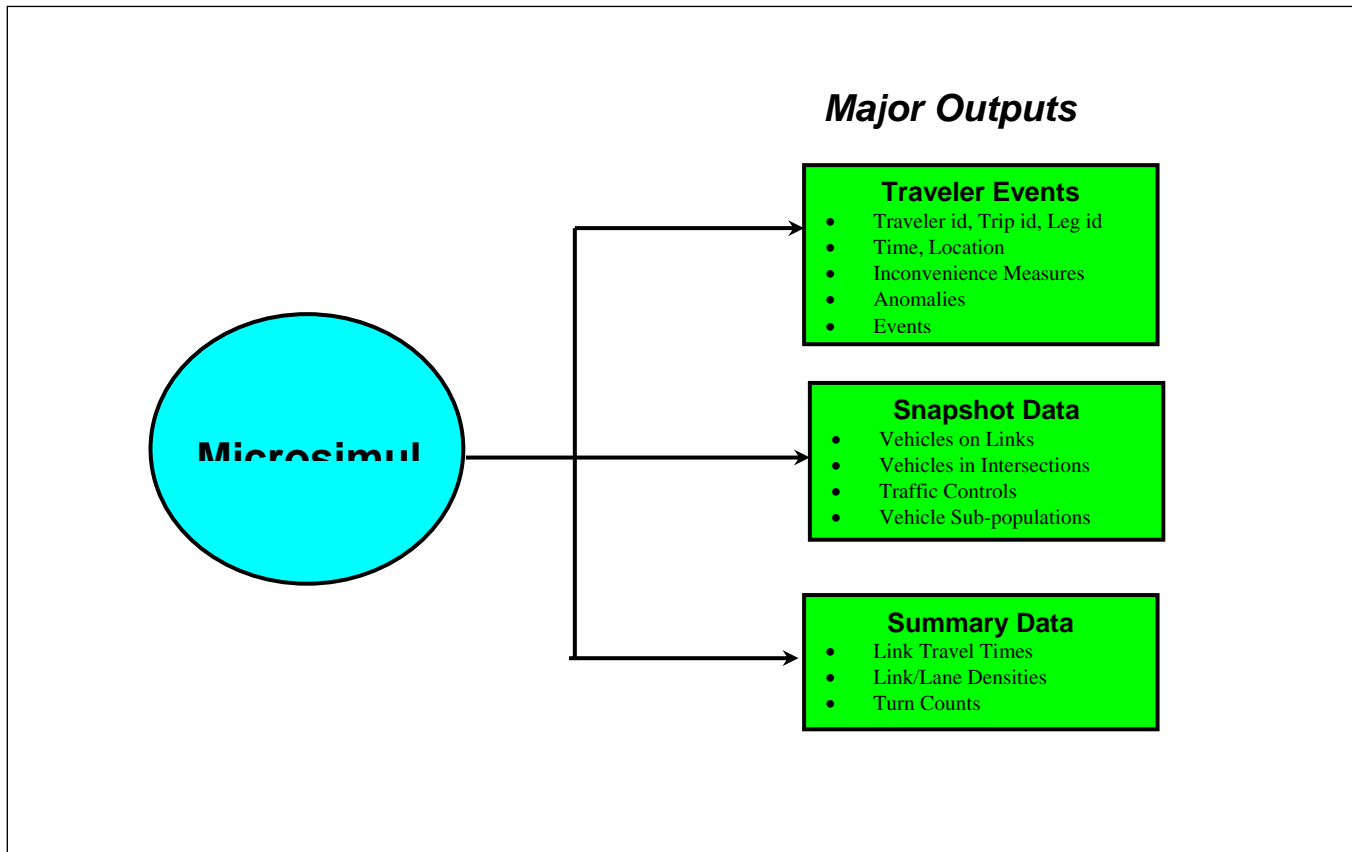 Major Outputs
Traveler Events
• Traveler id, Trip id, Leg id
• Time, Location
• Inconvenience Measures
• Anomalies
• Events
Microsimul
Snapshot Data
• Vehicles on Links
• Vehicles in Intersections
• Traffic Controls
• Vehicle Sub-populations
Summary Data
• Link Travel Times
• Link/Lane Densities
• Turn Counts